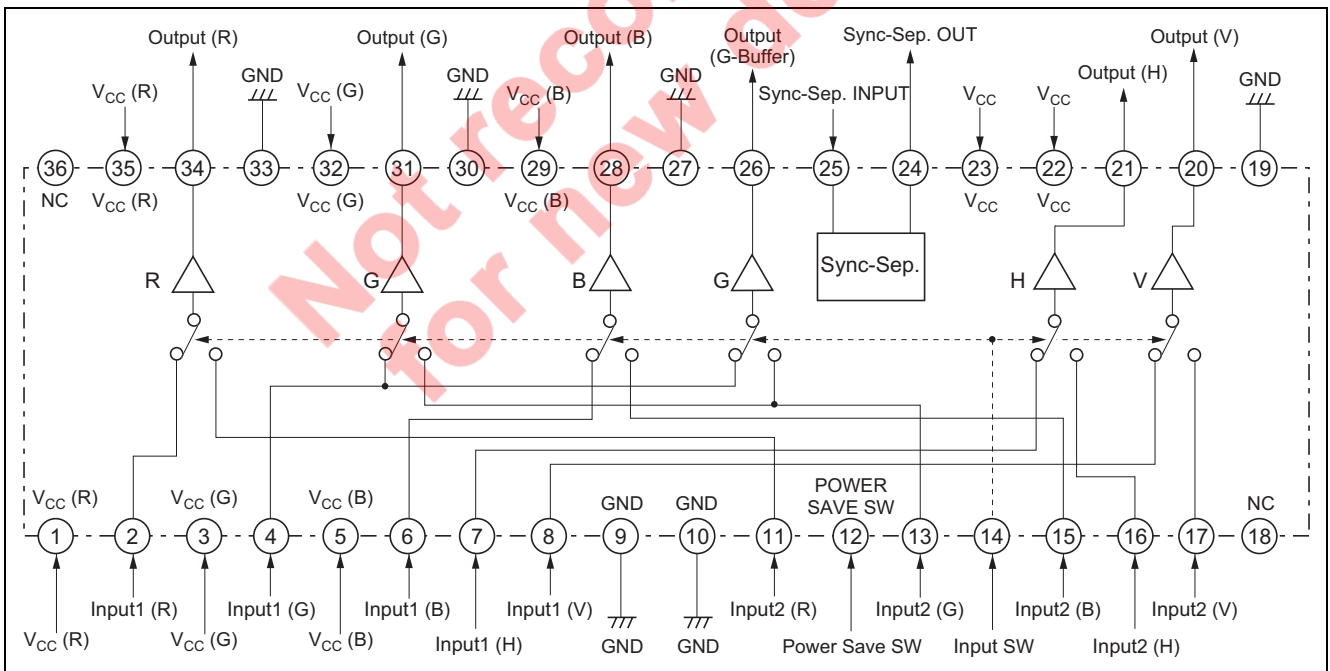 Output (R)
Output (G)
Output (B)
Output
(G-Buffer)
Sync-Sep. OUT
Output (V)
Output (H)
VCC (R)
GND
VCC (G)
GND
VCC (B)
GND
Sync-Sep. INPUT
VCC
VCC
GND
36
35
34
33
32
31
30
29
28
27
26
25
24
23
22
21
20
19
NC
VCC (R)
VCC (G)
VCC (B)
VCC
VCC
R
G
B
G
Sync-Sep.
H
V
VCC (R)
VCC (G)
VCC (B)
GND
GND
POWER
SAVE SW
NC
1
2
3
4
5
6
7
8
9
10
11
12
13
14
15
16
17
18
VCC (R)
Input1 (R)
VCC (G)
Input1 (G)
VCC (B)
Input1 (B)
Input1 (H)
Input1 (V)
GND
GND
Input2 (R)
Power Save SW
Input2 (G)
Input SW
Input2 (B)
Input2 (H)
Input2 (V)
Not reco
for new de